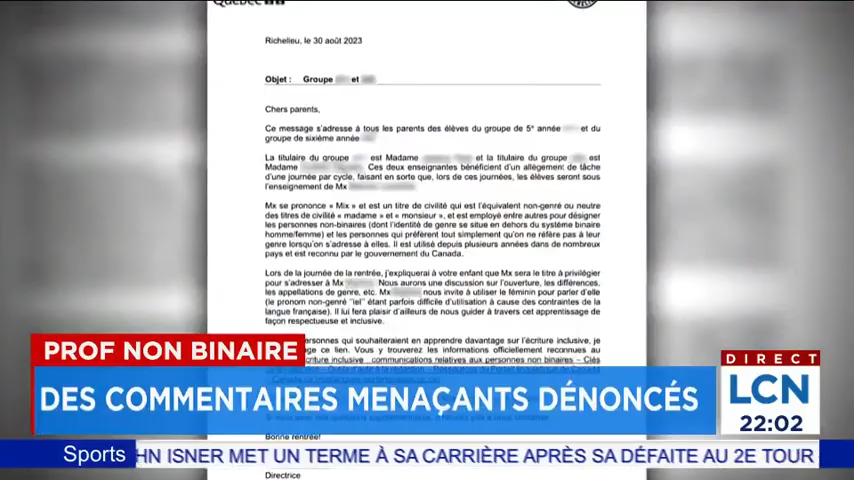 Québec
Richelieu, le 30 août 2023
Objet : Groupe et
Chers parents,
Ce message s'adresse à tous les parents des élèves du groupe de 5e année et du
groupe de sixième année
La titulaire du groupe est Madame et la titulaire du groupe est
Madame Ces deux enseignantes bénéficient d'un allègement de tâche
d'une journée par cycle, faisant en sorte que, lors de ces journées, les élèves seront sous
l'enseignement de Mx
Mx se prononce « Mix » et est un titre de civilité qui est l'équivalent non-genré ou neutre
des titres de civilité « madame » et « monsieur », et est employé entre autres pour désigner
les personnes non-binaires (dont l'identité de genre se situe en dehors du système binaire
homme/femme) et les personnes qui préfèrent tout simplement qu'on ne réfère pas à leur
genre lorsqu'on s'adresse à elles. Il est utilisé depuis plusieurs années dans de nombreux
pays et est reconnu par le gouvernement du Canada.
Lors de la journée de la rentrée, j'expliquerai à votre enfant que Mx sera le titre à privilégier
pour s'adresser à Mx Nous aurons une discussion sur l'ouverture, les différences,
les appellations de genre, etc. Mx nous invite à utiliser le féminin pour parler d'elle
(le pronom non-genré "iel" étant parfois difficile d'utilisation à cause des contraintes de la
langue française). Il lui fera plaisir d'ailleurs de nous guider à travers cet apprentissage de
façon respectueuse et inclusive.
personnes qui souhaiteraient en apprendre davantage sur l'écriture inclusive, je
ce lien. Vous y trouverez les informations officiellement reconnues au
inclusive communications relatives aux personnes non binaires – Clés
PROF NON BINAIRE
DES COMMENTAIRES MENAÇANTS DÉNONCÉS
DIRECT
LCN
22:02
Bonne rentrée!
Sports HN ISNER MET UN TERME À SA CARRIÈRE APRÈS SA DÉFAITE AU 2E TOUR
Directrice